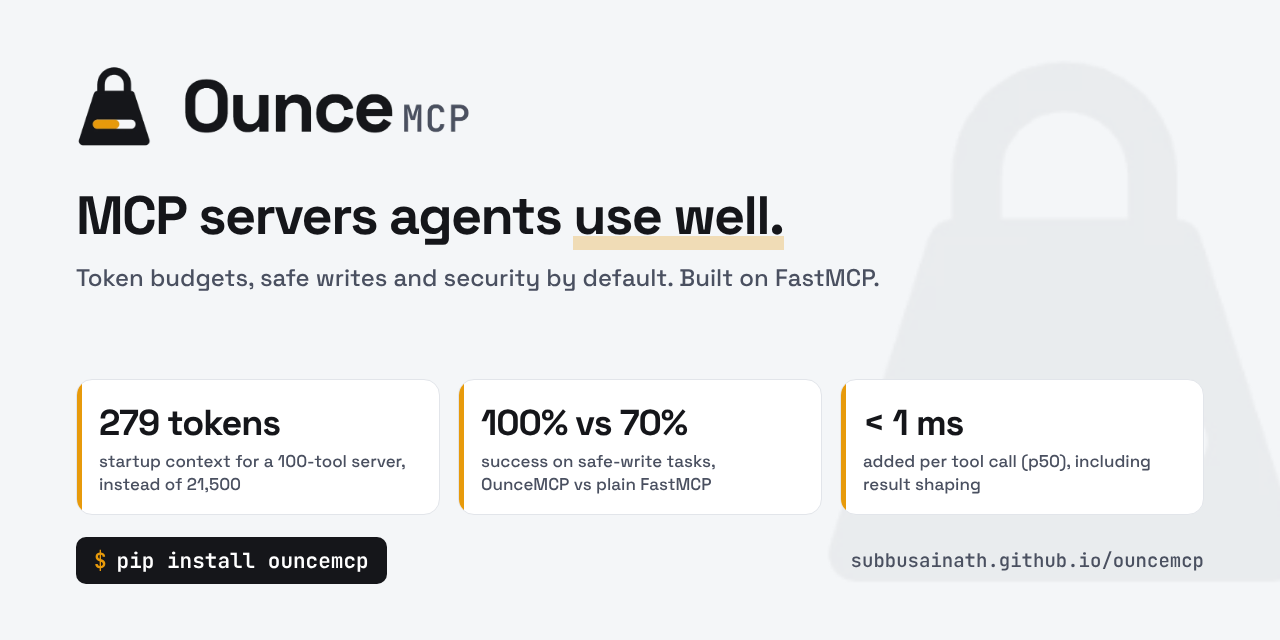 Ounce MCP
MCP servers agents use well.
Token budgets, safe writes and security by default. Built on FastMCP.
279 tokens
startup context for a 100-tool server,
instead of 21,500
100% vs 70%
success on safe-write tasks,
OunceMCP vs plain FastMCP
< 1 ms
added per tool call (p50), including
result shaping
$ pip install ouncemcp
subbusainath.github.io/ouncemcp